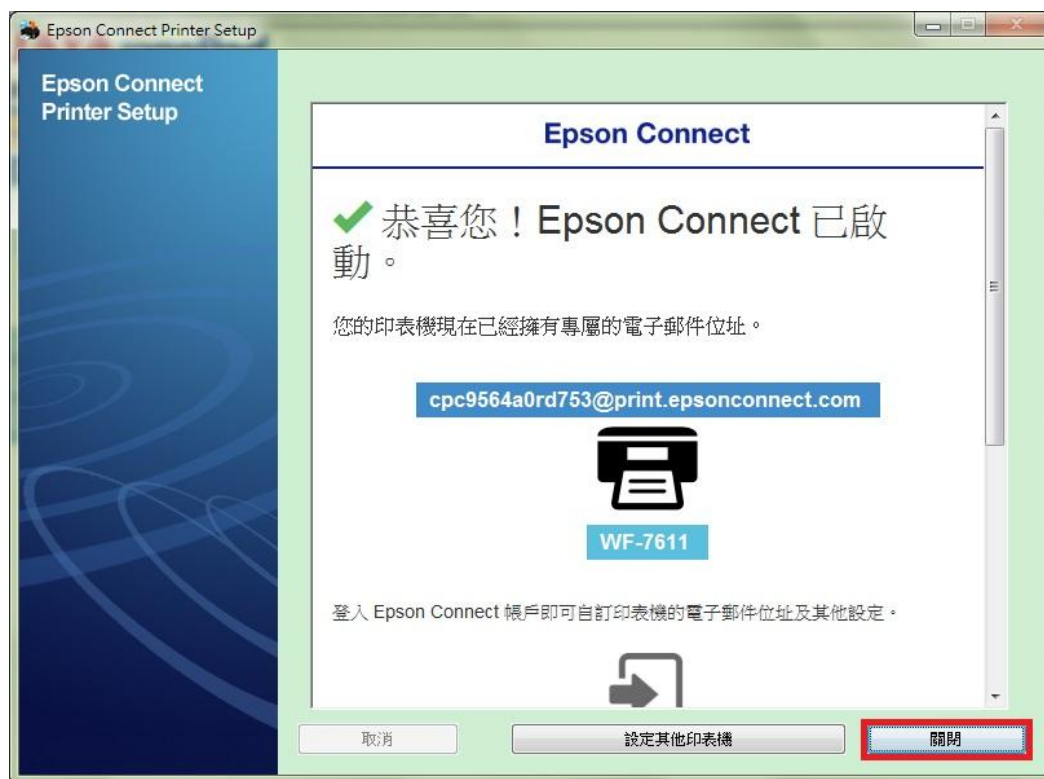 Epson Connect Printer Setup
Epson Connect
Printer Setup
Epson Connect
恭喜您！Epson Connect 已啟
動。
您的印表機現在已經擁有專屬的電子郵件位址。
cpc9564a0rd753@print.epsonconnect.com
WF-7611
登入 Epson Connect 帳戶即可自訂印表機的電子郵件位址及其他設定。
取消
設定其他印表機
關閉